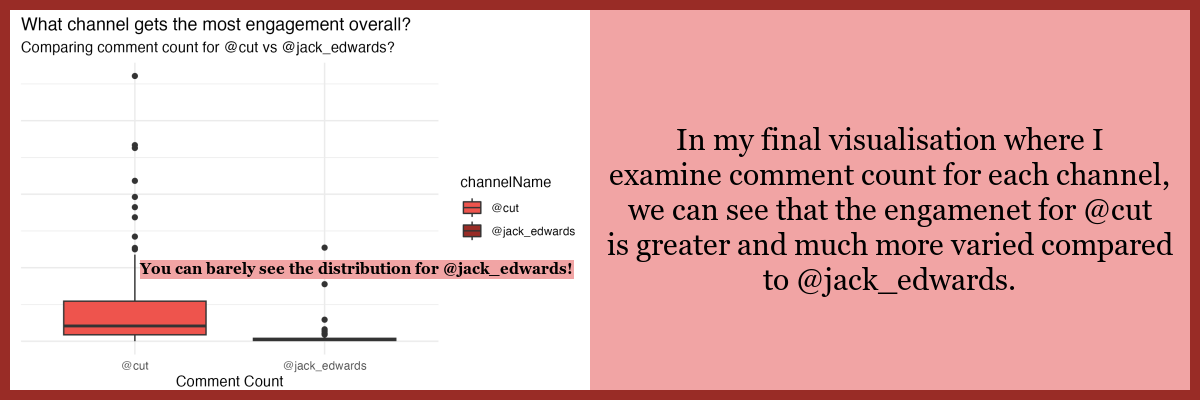 What channel gets the most engagement overall?
Comparing comment count for @cut vs @jack_edwards?
channelName
@cut
@jack_edwards
You can barely see the distribution for @jack_edwards!
@cut
@jack_edwards
Comment Count
In my final visualisation where I
examine comment count for each channel,
we can see that the engamenet for @cut
is greater and much more varied compared
to @jack_edwards.